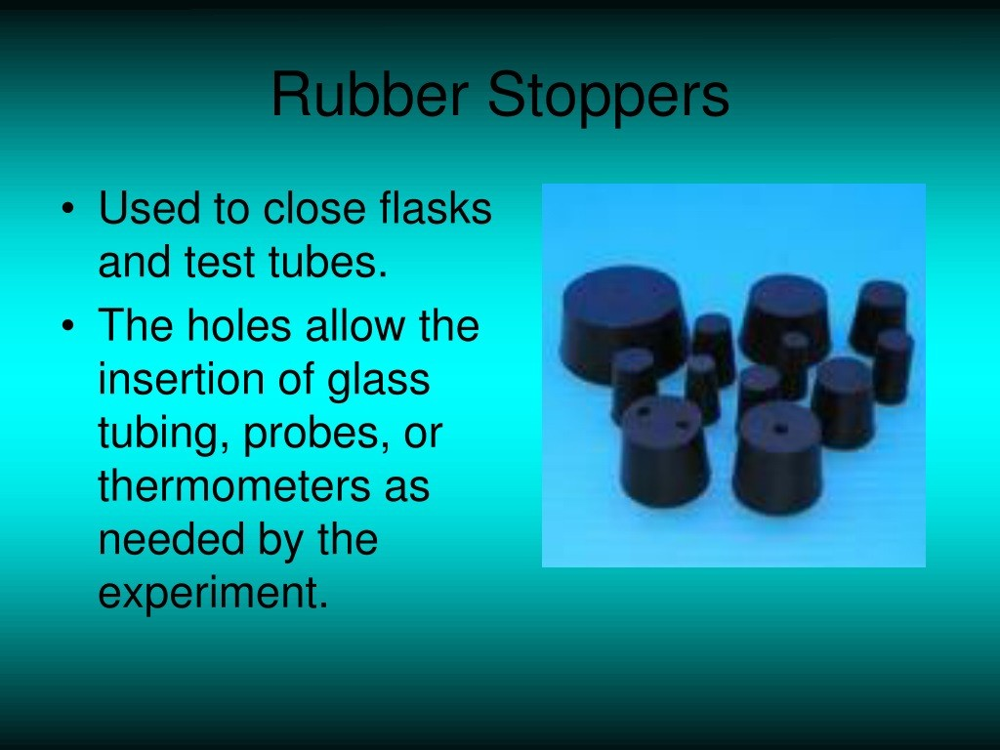 Rubber Stoppers
• Used to close flasks
and test tubes.
• The holes allow the
insertion of glass
tubing, probes, or
thermometers as
needed by the
experiment.